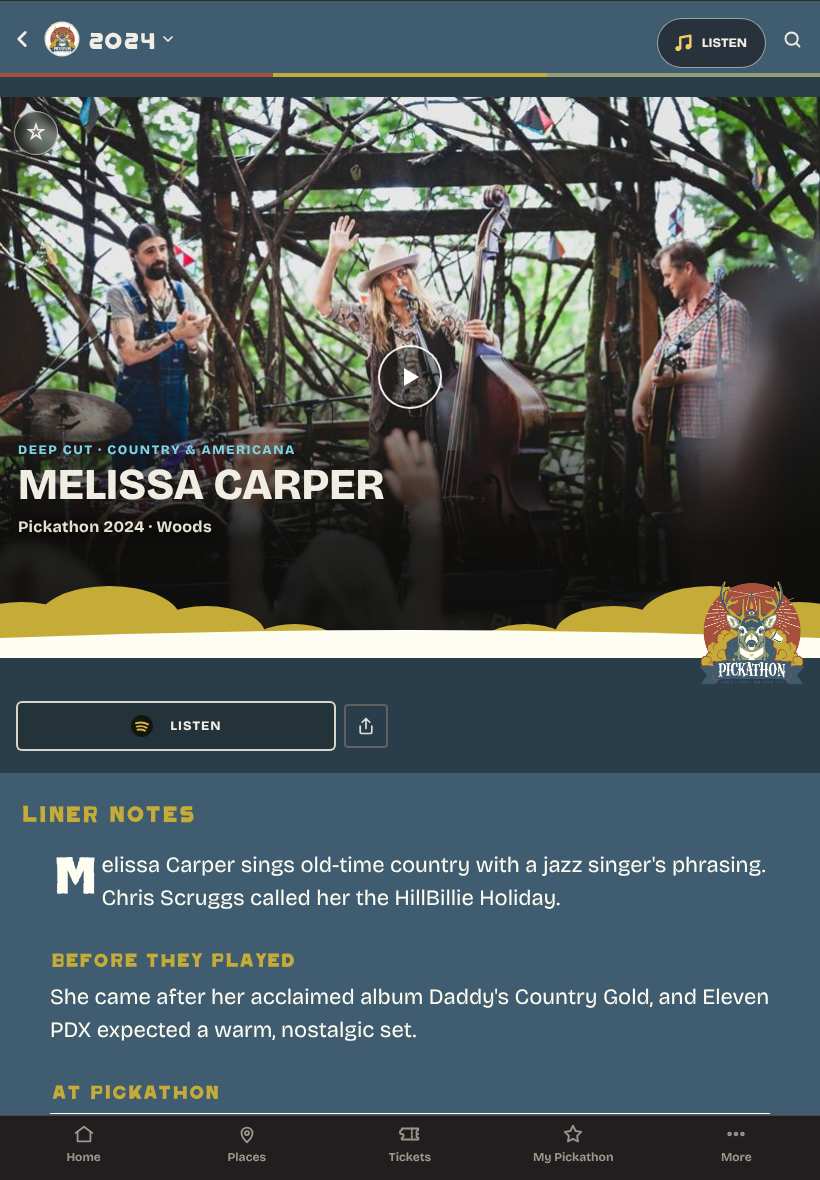 2024
LISTEN
DEEP CUT · COUNTRY & AMERICANA
MELISSA CARPER
Pickathon 2024 · Woods
PICKATHON
LISTEN
LINER NOTES
Melissa Carper sings old-time country with a jazz singer's phrasing.
Chris Scruggs called her the HillBillie Holiday.
BEFORE THEY PLAYED
She came after her acclaimed album Daddy's Country Gold, and Eleven
PDX expected a warm, nostalgic set.
AT PICKATHON
Home
Places
Tickets
My Pickathon
More